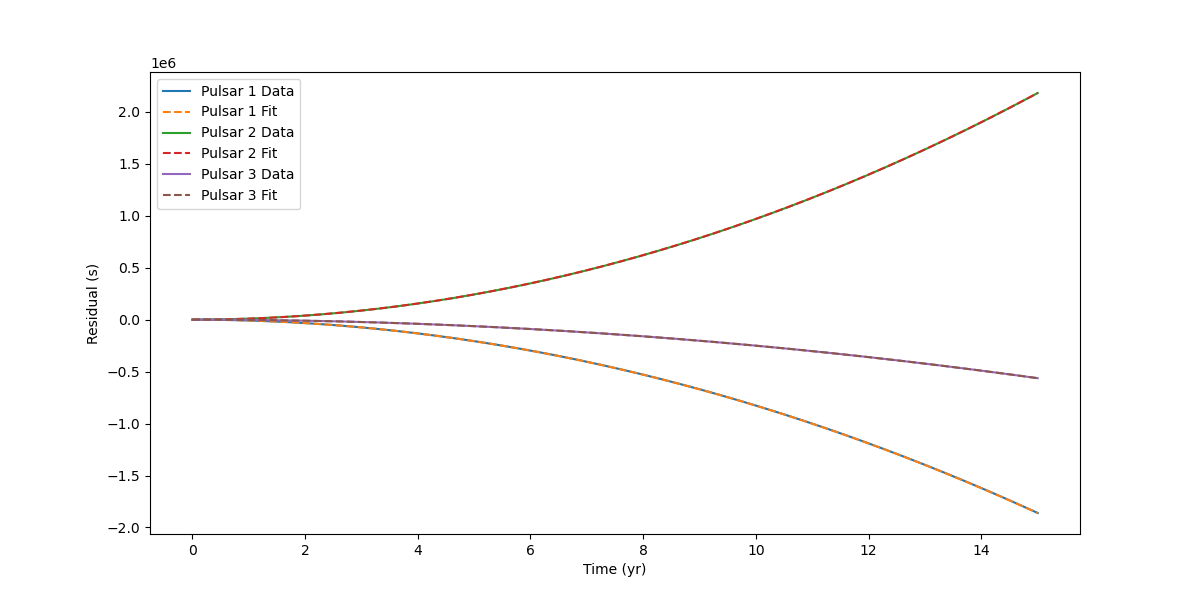 1e6
Pulsar 1 Data
Pulsar 1 Fit
Pulsar 2 Data
Pulsar 2 Fit
Pulsar 3 Data
Pulsar 3 Fit
2.0
1.5
1.0
0.5
0.0
−0.5
−1.0
−1.5
−2.0
Residual (s)
0 2 4 6 8 10 12 14
Time (yr)